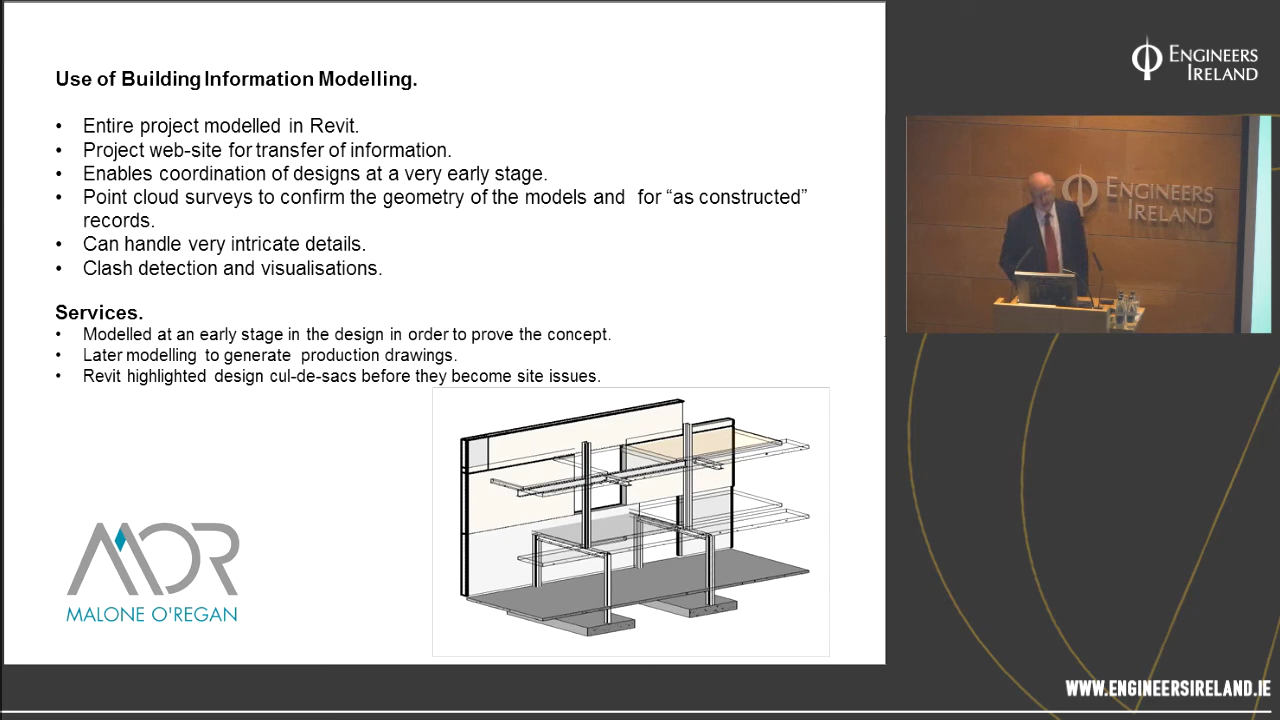 Use of Building Information Modelling.
• Entire project modelled in Revit.
• Project web-site for transfer of information.
• Enables coordination of designs at a very early stage.
• Point cloud surveys to confirm the geometry of the models and for “as constructed”
records.
• Can handle very intricate details.
• Clash detection and visualisations.
Services.
• Modelled at an early stage in the design in order to prove the concept.
• Later modelling to generate production drawings.
• Revit highlighted design cul-de-sacs before they become site issues.
MOR
MALONE O'REGAN
ENGINEERS
IRELAND
ENGINEERS
IRELAND
WWW.ENGINEERSIRELAND.IE